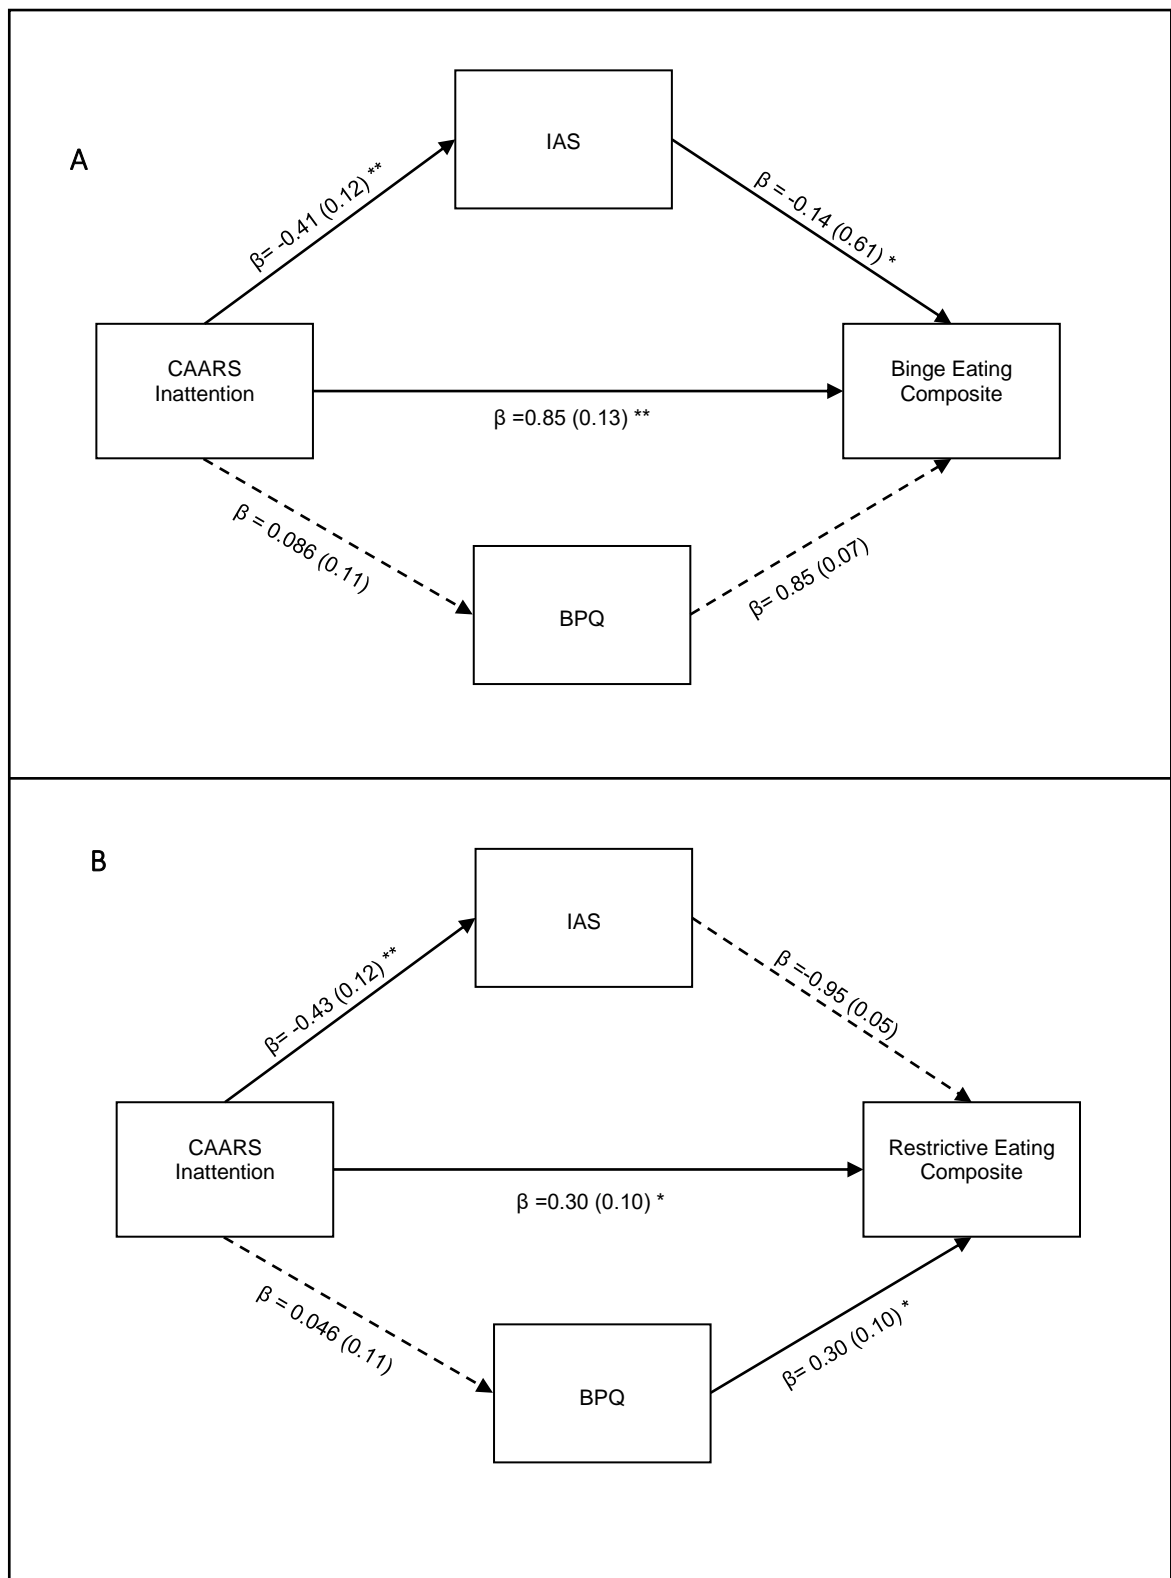 A
IAS
β= -0.41 (0.12) **
β = -0.14 (0.61) *
CAARS
Inattention
β =0.85 (0.13) **
Binge Eating
Composite
β = 0.086 (0.11)
β= 0.85 (0.07)
BPQ
B
IAS
β= -0.43 (0.12) **
β =-0.95 (0.05)
CAARS
Inattention
β =0.30 (0.10) *
Restrictive Eating
Composite
β = 0.046 (0.11)
β= 0.30 (0.10) *
BPQ